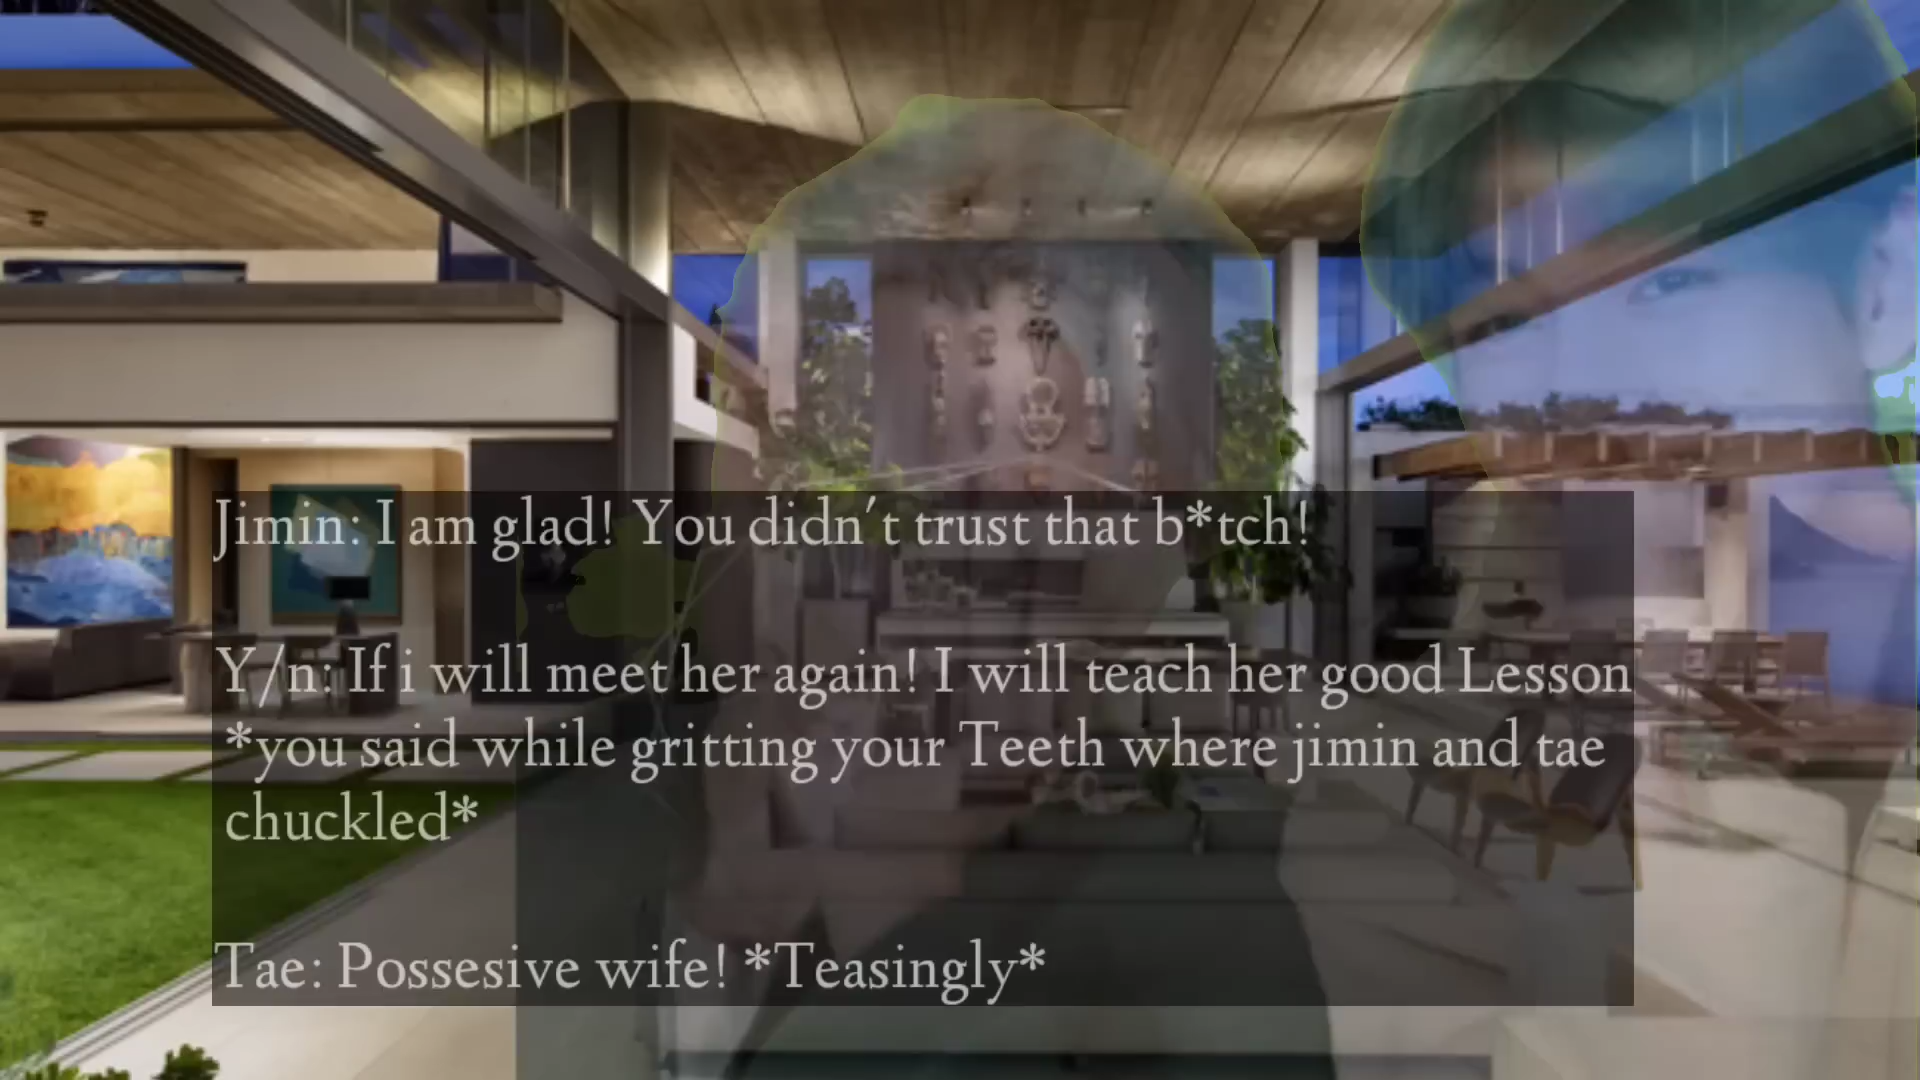 Jimin: I am glad! You didn't trust that b*tch!
Y/n: If i will meet her again! I will teach her good Lesson
*you said while gritting your Teeth where jimin and tae
chuckled*
Tae: Possesive wife! *Teasingly*